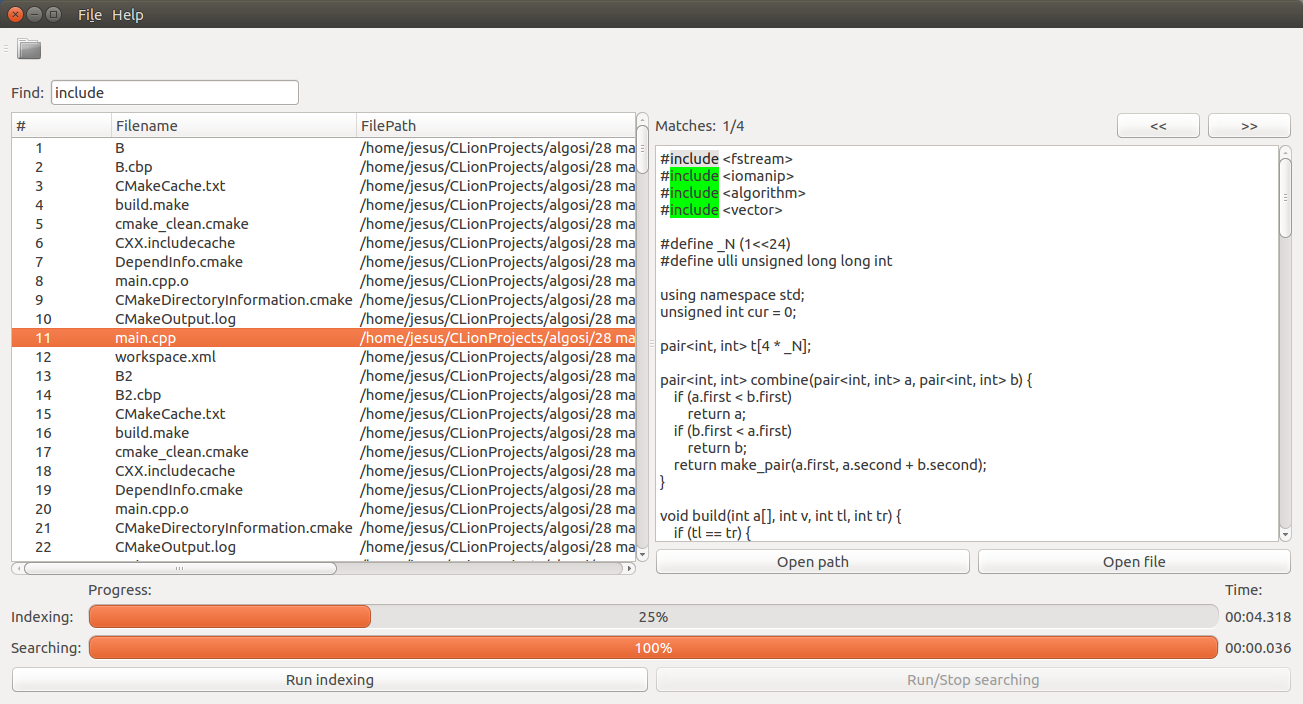 File Help
Find: include
# Filename FilePath
1 B /home/jesus/CLionProjects/algosi/28 ma
2 B.cbp /home/jesus/CLionProjects/algosi/28 ma
3 CMakeCache.txt /home/jesus/CLionProjects/algosi/28 ma
4 build.make /home/jesus/CLionProjects/algosi/28 ma
5 cmake_clean.cmake /home/jesus/CLionProjects/algosi/28 ma
6 CXX.includecache /home/jesus/CLionProjects/algosi/28 ma
7 DependInfo.cmake /home/jesus/CLionProjects/algosi/28 ma
8 main.cpp.o /home/jesus/CLionProjects/algosi/28 ma
9 CMakeDirectoryInformation.cmake /home/jesus/CLionProjects/algosi/28 ma
10 CMakeOutput.log /home/jesus/CLionProjects/algosi/28 ma
11 main.cpp /home/jesus/CLionProjects/algosi/28 ma
12 workspace.xml /home/jesus/CLionProjects/algosi/28 ma
13 B2 /home/jesus/CLionProjects/algosi/28 ma
14 B2.cbp /home/jesus/CLionProjects/algosi/28 ma
15 CMakeCache.txt /home/jesus/CLionProjects/algosi/28 ma
16 build.make /home/jesus/CLionProjects/algosi/28 ma
17 cmake_clean.cmake /home/jesus/CLionProjects/algosi/28 ma
18 CXX.includecache /home/jesus/CLionProjects/algosi/28 ma
19 DependInfo.cmake /home/jesus/CLionProjects/algosi/28 ma
20 main.cpp.o /home/jesus/CLionProjects/algosi/28 ma
21 CMakeDirectoryInformation.cmake /home/jesus/CLionProjects/algosi/28 ma
22 CMakeOutput.log /home/jesus/CLionProjects/algosi/28 ma
Matches: 1/4 << >>
#include <fstream>
#include <iomanip>
#include <algorithm>
#include <vector>
#define _N (1<<24)
#define ulli unsigned long long int
using namespace std;
unsigned int cur = 0;
pair<int, int> t[4 * _N];
pair<int, int> combine(pair<int, int> a, pair<int, int> b) {
if (a.first < b.first)
return a;
if (b.first < a.first)
return b;
return make_pair(a.first, a.second + b.second);
}
void build(int a[], int v, int tl, int tr) {
if (tl == tr) {
Open path Open file
Progress: Time:
Indexing: 25% 00:04.318
Searching: 100% 00:00.036
Run indexing Run/Stop searching